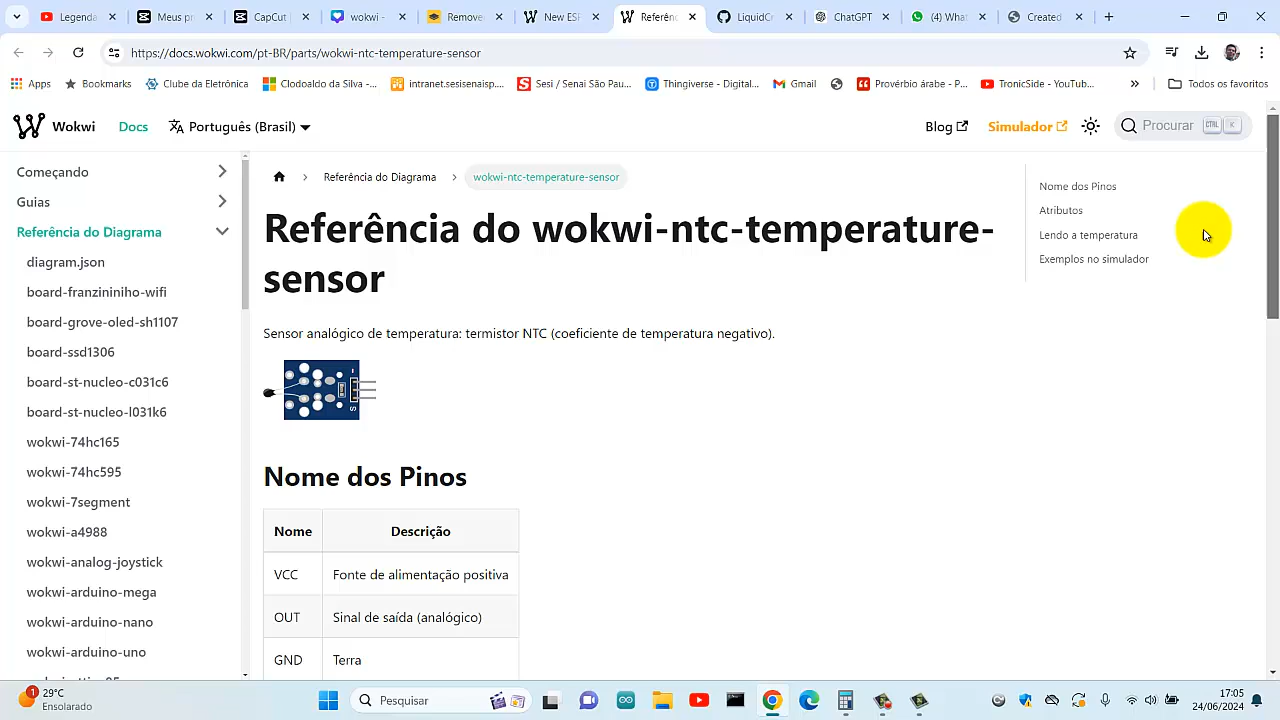 Legenda
Meus pr
CapCut
wokwi -
Remove
New ESP
Referên
LiquidC
ChatGPT
(4) What
Created
https://docs.wokwi.com/pt-BR/parts/wokwi-ntc-temperature-sensor
Apps
Bookmarks
Clube da Eletrônica
Clodoaldo da Silva -...
intranet.sesisenaisp...
Sesi / Senai São Pau...
Thingiverse - Digital...
Gmail
Provérbio árabe - P...
TronicSide - YouTub...
Todos os favoritos
Wokwi
Docs
Português (Brasil)
Blog
Simulador
Procurar
CTRL
K
Começando
Guias
Referência do Diagrama
diagram.json
board-franzininiho-wifi
board-grove-oled-sh1107
board-ssd1306
board-st-nucleo-c031c6
board-st-nucleo-l031k6
wokwi-74hc165
wokwi-74hc595
wokwi-7segment
wokwi-a4988
wokwi-analog-joystick
wokwi-arduino-mega
wokwi-arduino-nano
wokwi-arduino-uno
Referência do Diagrama
wokwi-ntc-temperature-sensor
Referência do wokwi-ntc-temperature-
sensor
Sensor analógico de temperatura: termistor NTC (coeficiente de temperatura negativo).
S
Nome dos Pinos
Nome Descrição
VCC Fonte de alimentação positiva
OUT Sinal de saída (analógico)
GND Terra
Nome dos Pinos
Atributos
Lendo a temperatura
Exemplos no simulador
1
29°C
Ensolarado
Pesquisar
17:05
24/06/2024